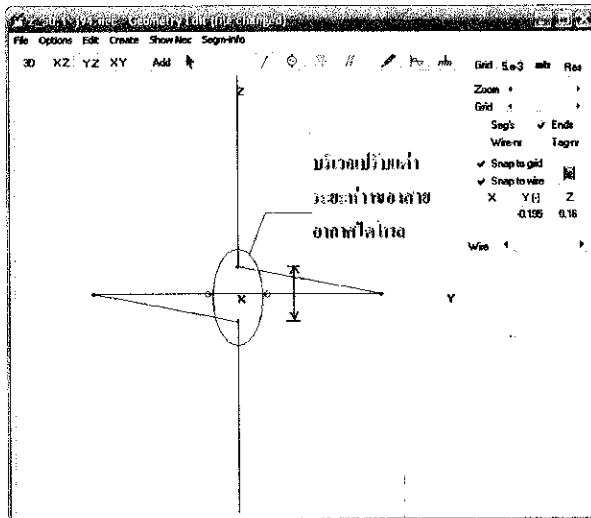 Geometry Edit (file changed)
File Options Edit Create Show Nec Segm-info
3D XZ YZ XY Add
Grid 5.e-3 mtr Res
Zoom
Grid
Seg's Ends
Wire-nr Tag-nr
Snap to grid
Snap to wire
X Y [-] Z
-0.195 0.16
Wire
Z
บริเวณปรับแต่ง
ระยะห่างของสาย
อากาศไดโพล
X
Y